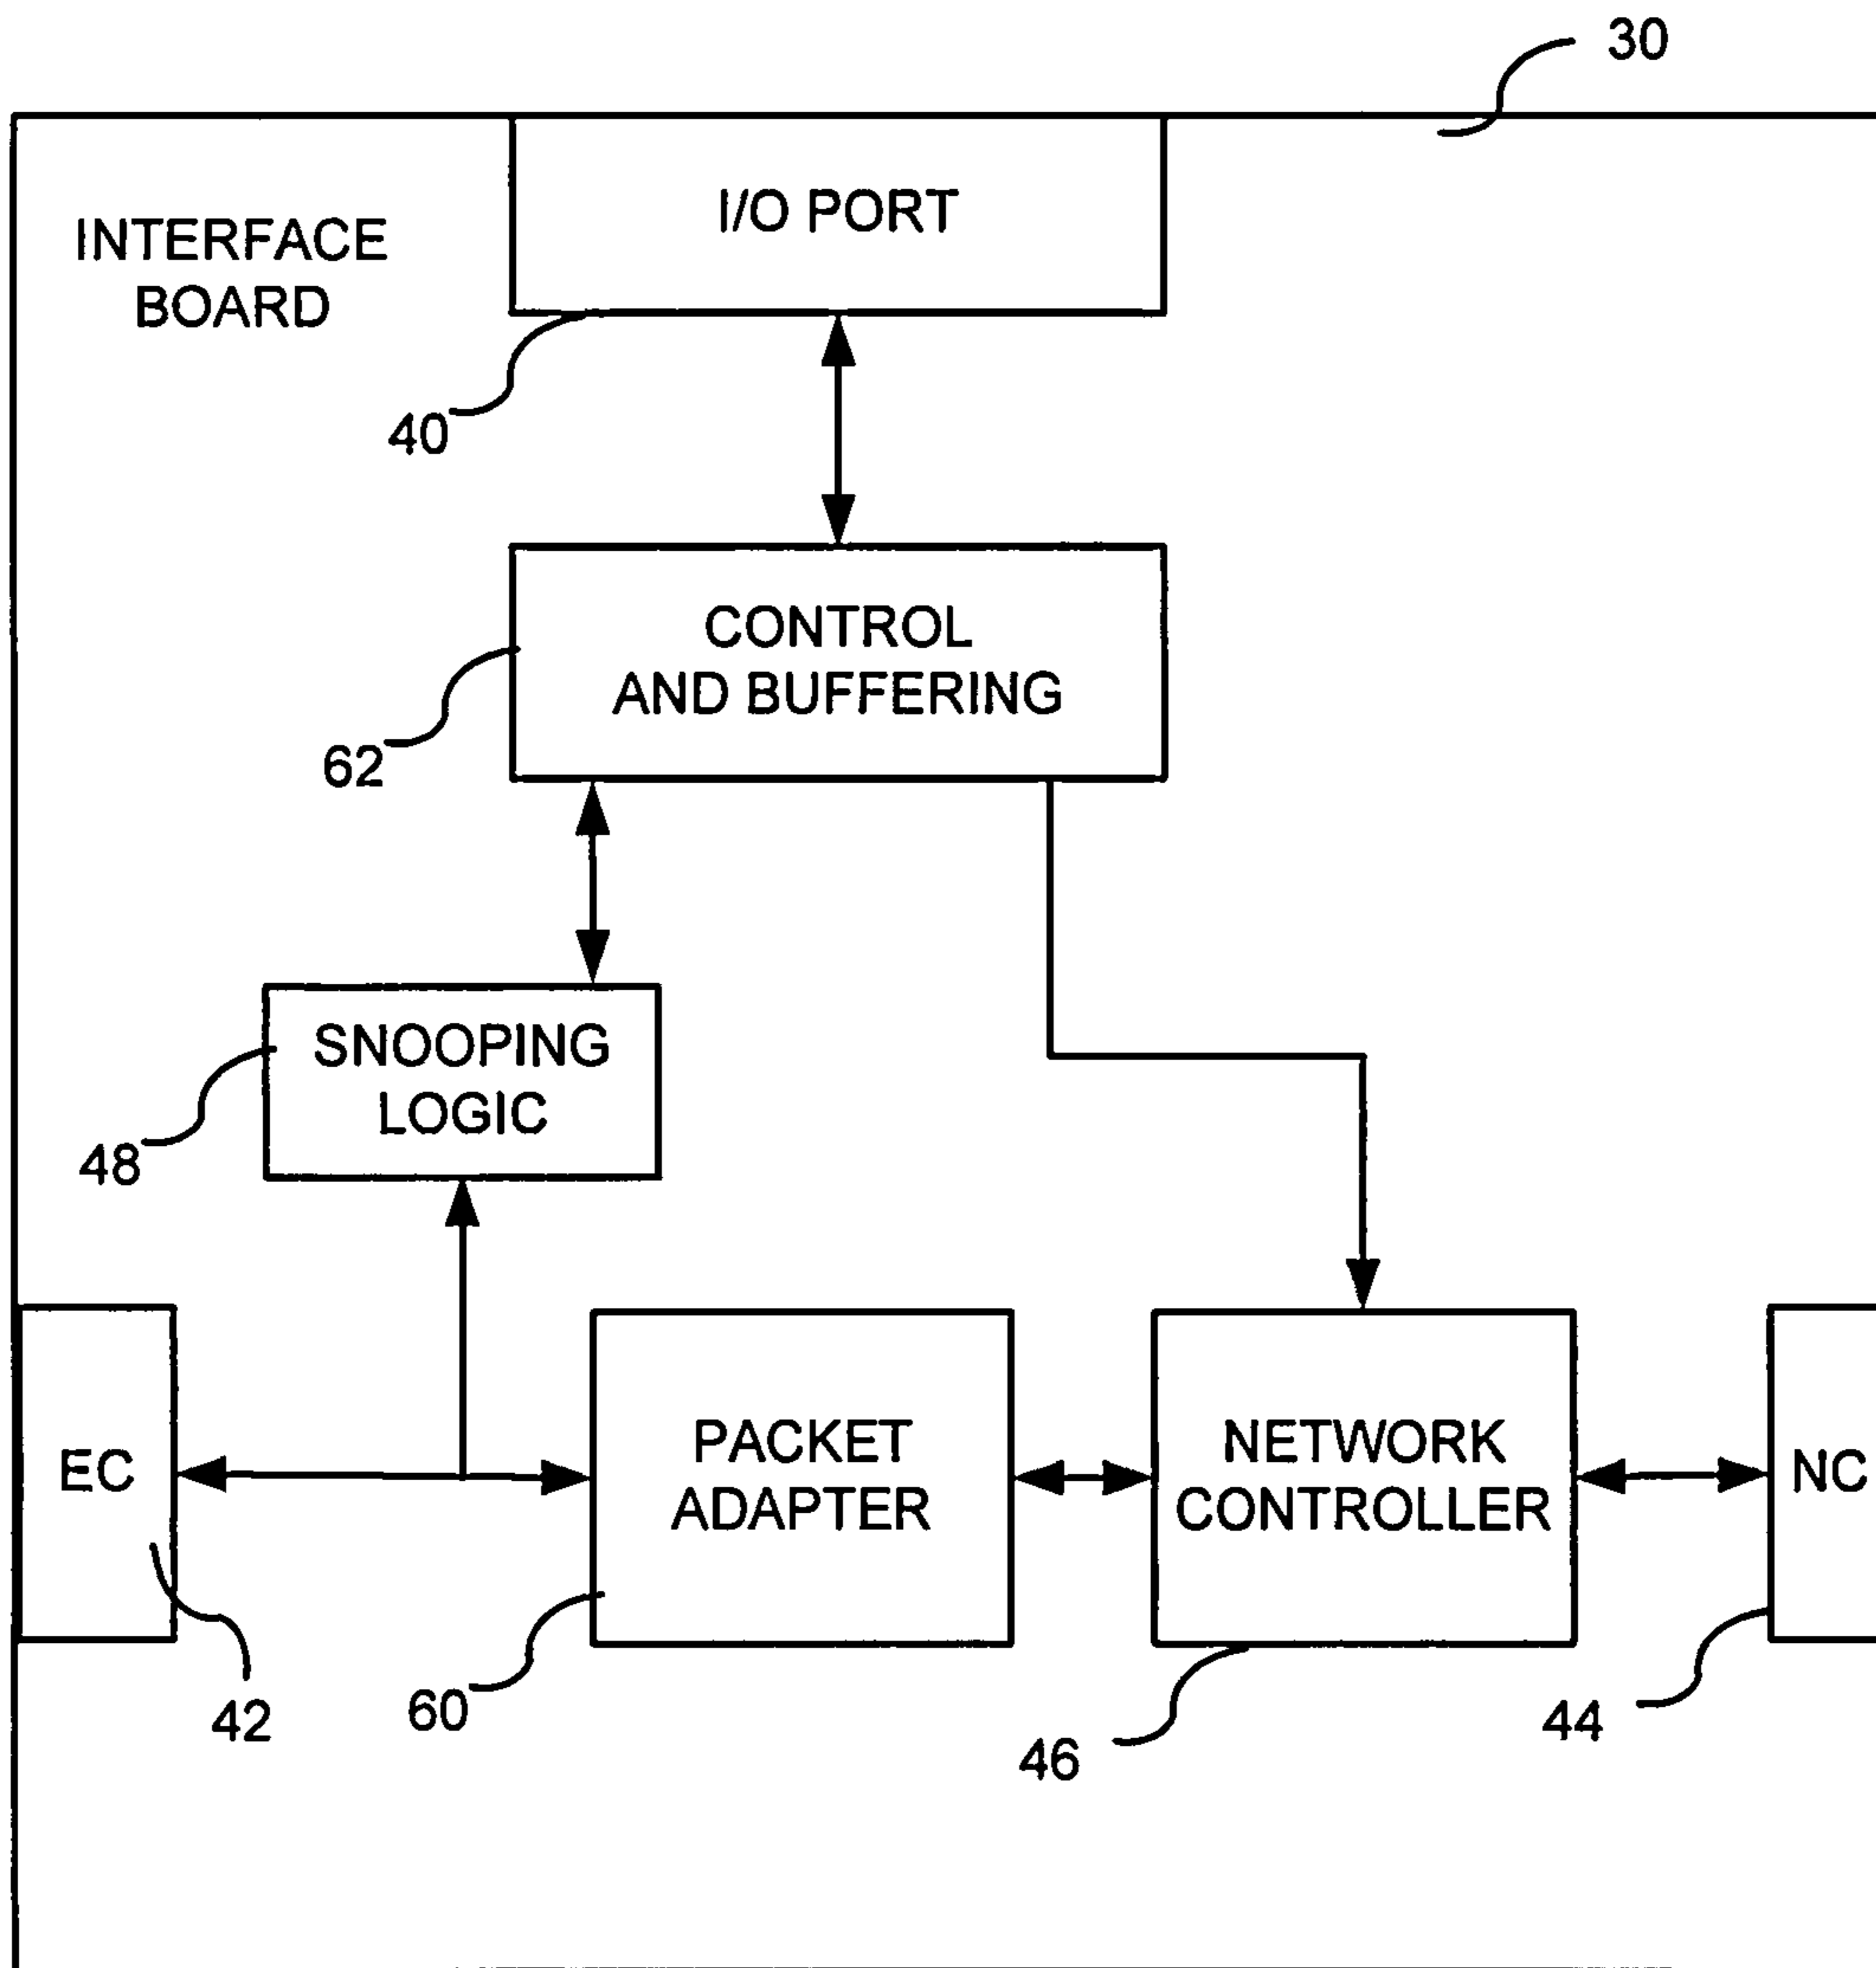 30
I/O PORT
INTERFACE
BOARD
40
CONTROL
AND BUFFERING
62
SNOOPING
LOGIC
48
EC
PACKET
ADAPTER
NETWORK
CONTROLLER
NC
42
60
46
44